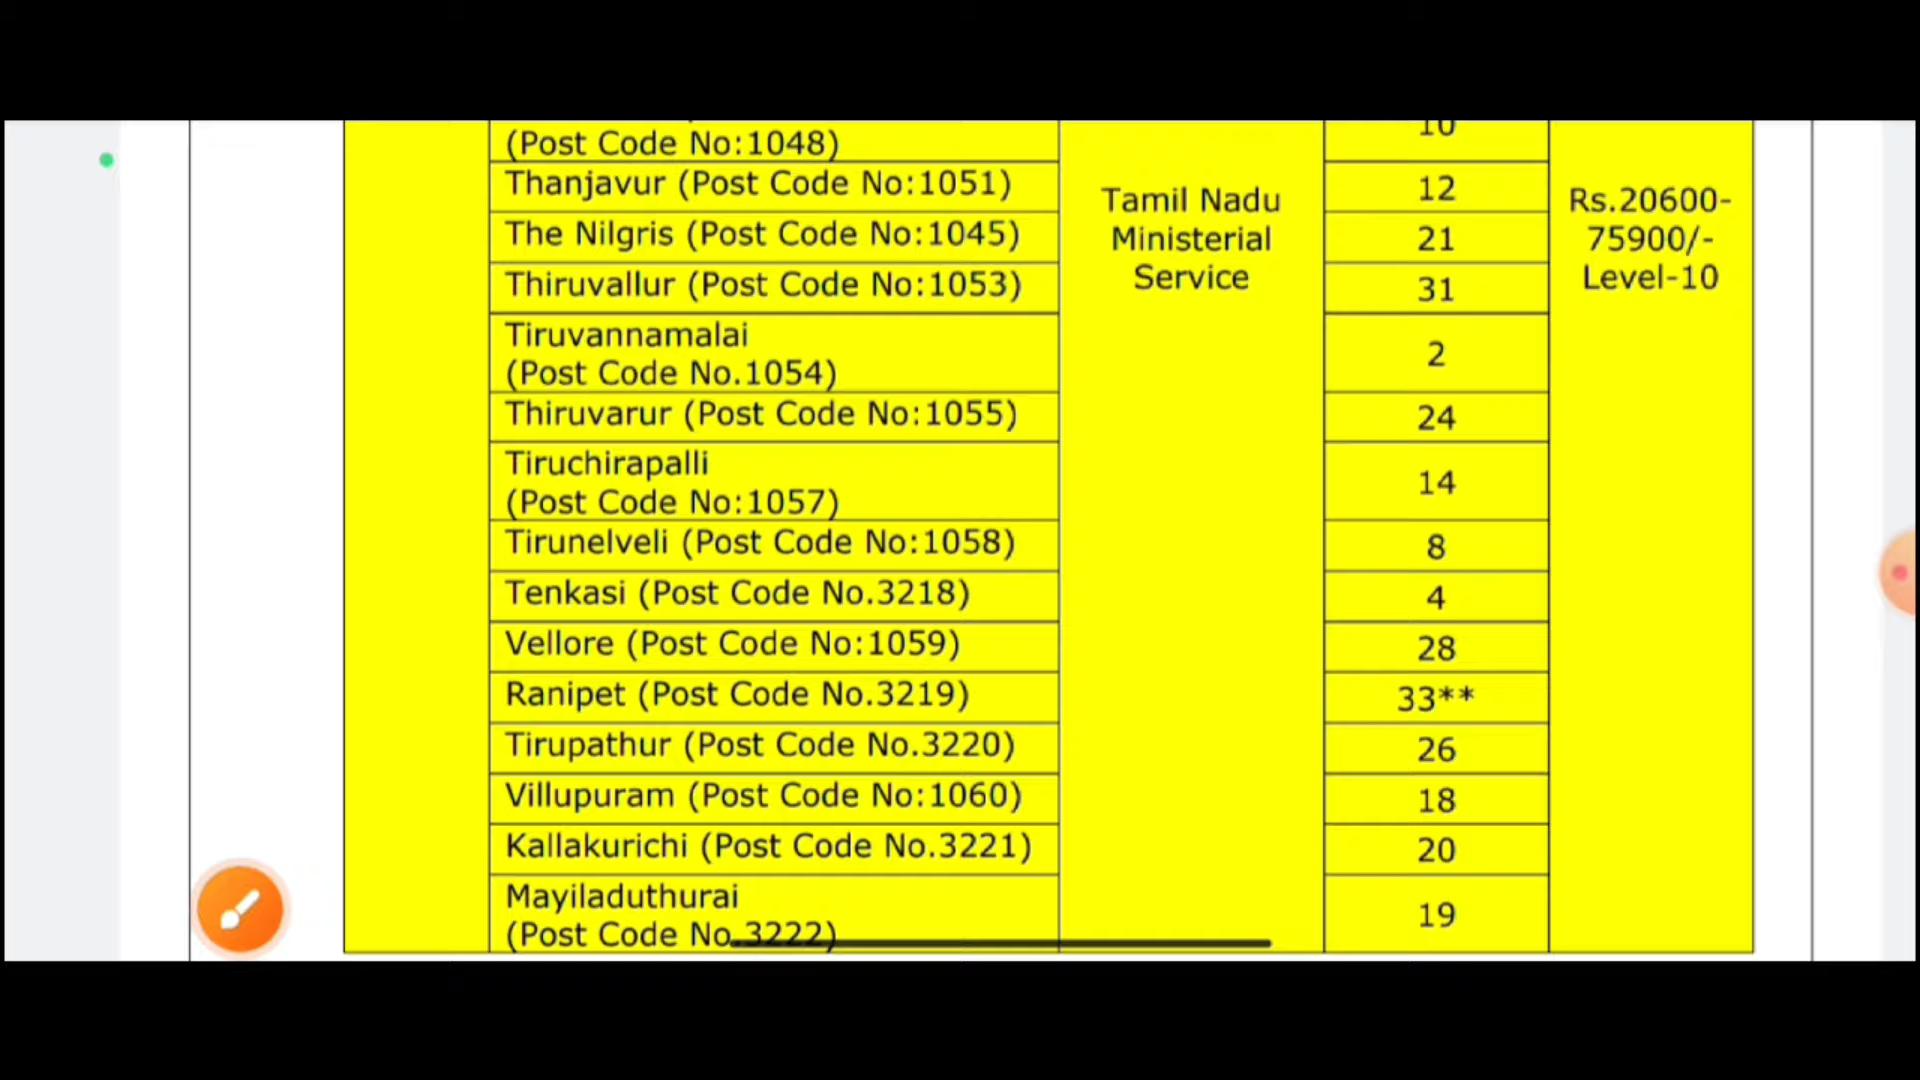 (Post Code No:1048)
10
Thanjavur (Post Code No:1051)
12
The Nilgris (Post Code No:1045)
21
Thiruvallur (Post Code No:1053)
31
Tamil Nadu
Ministerial
Service
Rs.20600-
75900/-
Level-10
Tiruvannamalai
(Post Code No.1054)
2
Thiruvarur (Post Code No:1055)
24
Tiruchirapalli
(Post Code No:1057)
14
Tirunelveli (Post Code No:1058)
8
Tenkasi (Post Code No.3218)
4
Vellore (Post Code No:1059)
28
Ranipet (Post Code No.3219)
33**
Tirupathur (Post Code No.3220)
26
Villupuram (Post Code No:1060)
18
Kallakurichi (Post Code No.3221)
20
Mayiladuthurai
(Post Code No.3222)
19